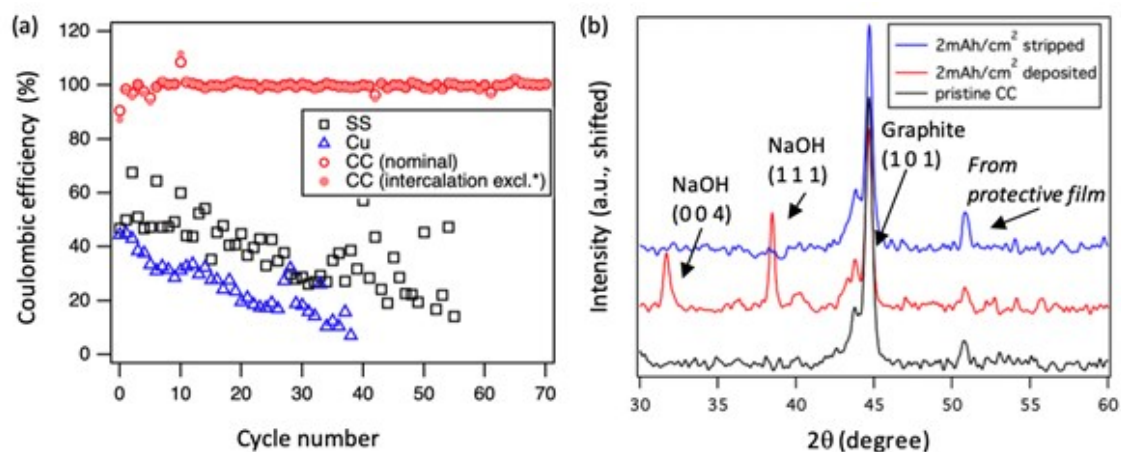 (a)
120
100
80
60
40
20
0
Coulombic efficiency (%)
SS
Cu
CC (nominal)
CC (intercalation excl.*)
0 10 20 30 40 50 60 70
Cycle number
(b)
Intensity (a.u., shifted)
2mAh/cm² stripped
2mAh/cm² deposited
pristine CC
NaOH
(0 0 4)
NaOH
(1 1 1)
Graphite
(1 0 1)
From
protective film
30 35 40 45 50 55 60
2θ (degree)